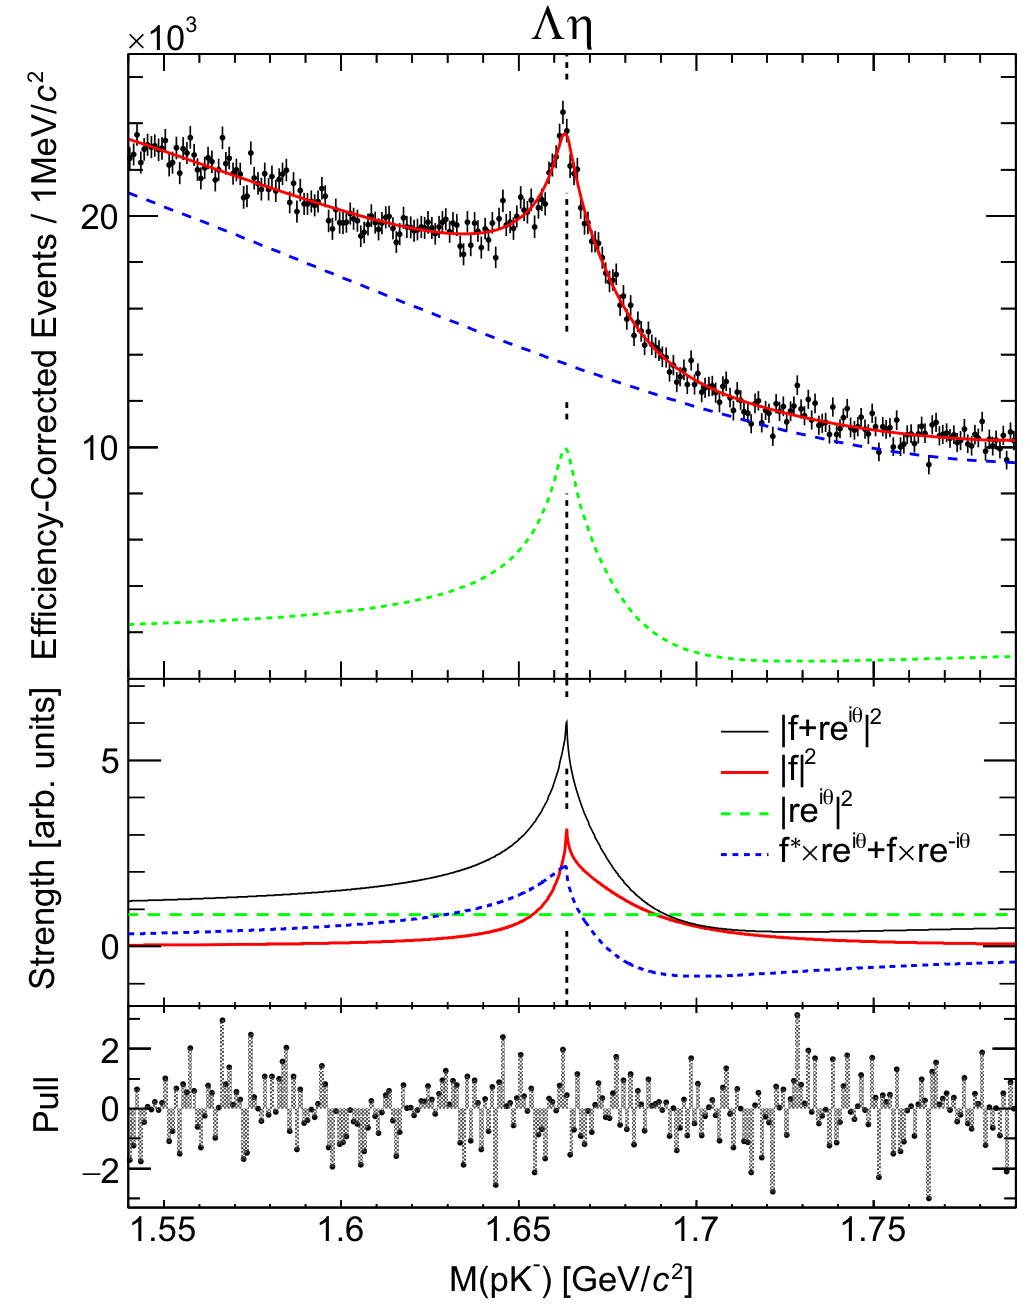 Λη
×10³
Efficiency-Corrected Events / 1MeV/c²
20
10
Strength [arb. units]
5
0
|f+re^{iθ}|²
|f|²
|re^{iθ}|²
f*×re^{iθ}+f×re^{-iθ}
Pull
2
0
−2
1.55 1.6 1.65 1.7 1.75
M(pK⁻) [GeV/c²]